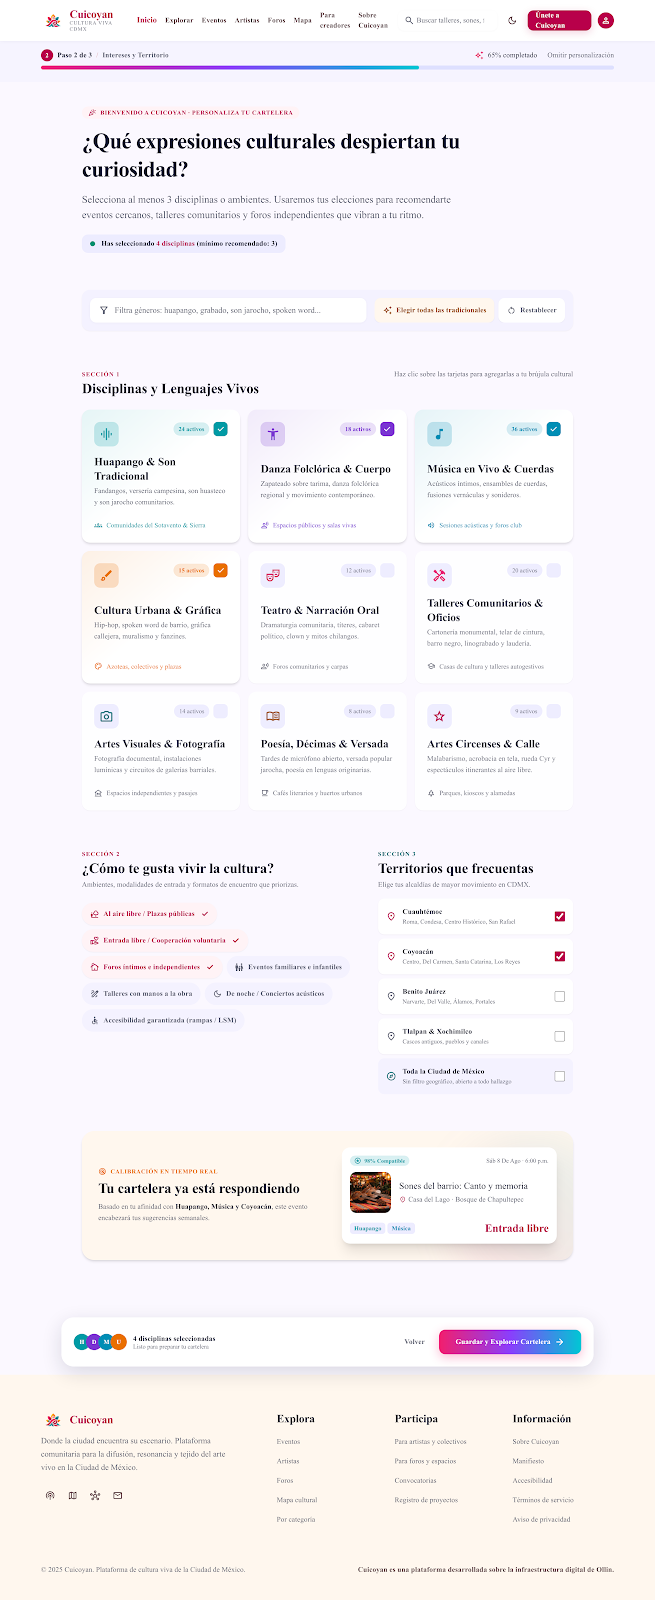 Cuicoyan
CULTURA VIVA
CDMX
Inicio
Explorar
Eventos
Artistas
Foros
Mapa
Para
creadores
Sobre
Cuicoyan
Buscar talleres, sones, s
Únete a
Cuicoyan
2 Paso 2 de 3 / Intereses y Territorio
65% completado
Omitir personalización
BIENVENIDO A CUICOYAN · PERSONALIZA TU CARTELERA
¿Qué expresiones culturales despiertan tu
curiosidad?
Selecciona al menos 3 disciplinas o ambientes. Usaremos tus elecciones para recomendarte
eventos cercanos, talleres comunitarios y foros independientes que vibran a tu ritmo.
Has seleccionado 4 disciplinas (mínimo recomendado: 3)
Filtra géneros: huapango, grabado, son jarocho, spoken word...
Elegir todas las tradicionales
Restablecer
SECCIÓN 1
Disciplinas y Lenguajes Vivos
Haz clic sobre las tarjetas para agregarlas a tu brújula cultural
24 activos
Huapango & Son
Tradicional
Fandangos, versería campesina, son huasteco
y son jarocho comunitarios.
Comunidades del Sotavento & Sierra
18 activos
Danza Folclórica & Cuerpo
Zapateado sobre tarima, danza folclórica
regional y movimiento contemporáneo.
Espacios públicos y salas vivas
36 activos
Música en Vivo & Cuerdas
Acústicos íntimos, ensambles de cuerdas,
fusiones vernáculas y sonideros.
Sesiones acústicas y foros club
15 activos
Cultura Urbana & Gráfica
Hip-hop, spoken word de barrio, gráfica
callejera, muralismo y fanzines.
Azoteas, colectivos y plazas
12 activos
Teatro & Narración Oral
Dramaturgia comunitaria, títeres, cabaret
político, clown y mitos chilangos.
Foros comunitarios y carpas
20 activos
Talleres Comunitarios &
Oficios
Cartonería monumental, telar de cintura,
barro negro, linograbado y laudería.
Casas de cultura y talleres autogestivos
14 activos
Artes Visuales & Fotografía
Fotografía documental, instalaciones
lumínicas y circuitos de galerías barriales.
Espacios independientes y pasajes
8 activos
Poesía, Décimas & Versada
Tardes de micrófono abierto, versada popular
jarocha, poesía en lenguas originarias.
Cafés literarios y huertos urbanos
9 activos
Artes Circenses & Calle
Malabarismo, acrobacia en tela, rueda Cyr y
espectáculos itinerantes al aire libre.
Parques, kioscos y alamedas
SECCIÓN 2
¿Cómo te gusta vivir la cultura?
Ambientes, modalidades de entrada y formatos de encuentro que priorizas.
Al aire libre / Plazas públicas
Entrada libre / Cooperación voluntaria
Foros íntimos e independientes
Eventos familiares e infantiles
Talleres con manos a la obra
De noche / Conciertos acústicos
Accesibilidad garantizada (rampas / LSM)
SECCIÓN 3
Territorios que frecuentas
Elige tus alcaldías de mayor movimiento en CDMX.
Cuauhtémoc
Roma, Condesa, Centro Histórico, San Rafael
Coyoacán
Centro, Del Carmen, Santa Catarina, Los Reyes
Benito Juárez
Narvarte, Del Valle, Álamos, Portales
Tlalpan & Xochimilco
Cascos antiguos, pueblos y canales
Toda la Ciudad de México
Sin filtro geográfico, abierto a todo hallazgo
CALIBRACIÓN EN TIEMPO REAL
Tu cartelera ya está respondiendo
Basado en tu afinidad con Huapango, Música y Coyoacán, este evento
encabezará tus sugerencias semanales.
98% Compatible
Sáb 8 De Ago · 6:00 p.m.
Sones del barrio: Canto y memoria
Casa del Lago · Bosque de Chapultepec
Huapango
Música
Entrada libre
H D M U
4 disciplinas seleccionadas
Listo para preparar tu cartelera
Volver
Guardar y Explorar Cartelera
Cuicoyan
Donde la ciudad encuentra su escenario. Plataforma
comunitaria para la difusión, resonancia y tejido del arte
vivo en la Ciudad de México.
Explora
Eventos
Artistas
Foros
Mapa cultural
Por categoría
Participa
Para artistas y colectivos
Para foros y espacios
Convocatorias
Registro de proyectos
Información
Sobre Cuicoyan
Manifiesto
Accesibilidad
Términos de servicio
Aviso de privacidad
© 2025 Cuicoyan. Plataforma de cultura viva de la Ciudad de México.
Cuicoyan es una plataforma desarrollada sobre la infraestructura digital de Ollin.